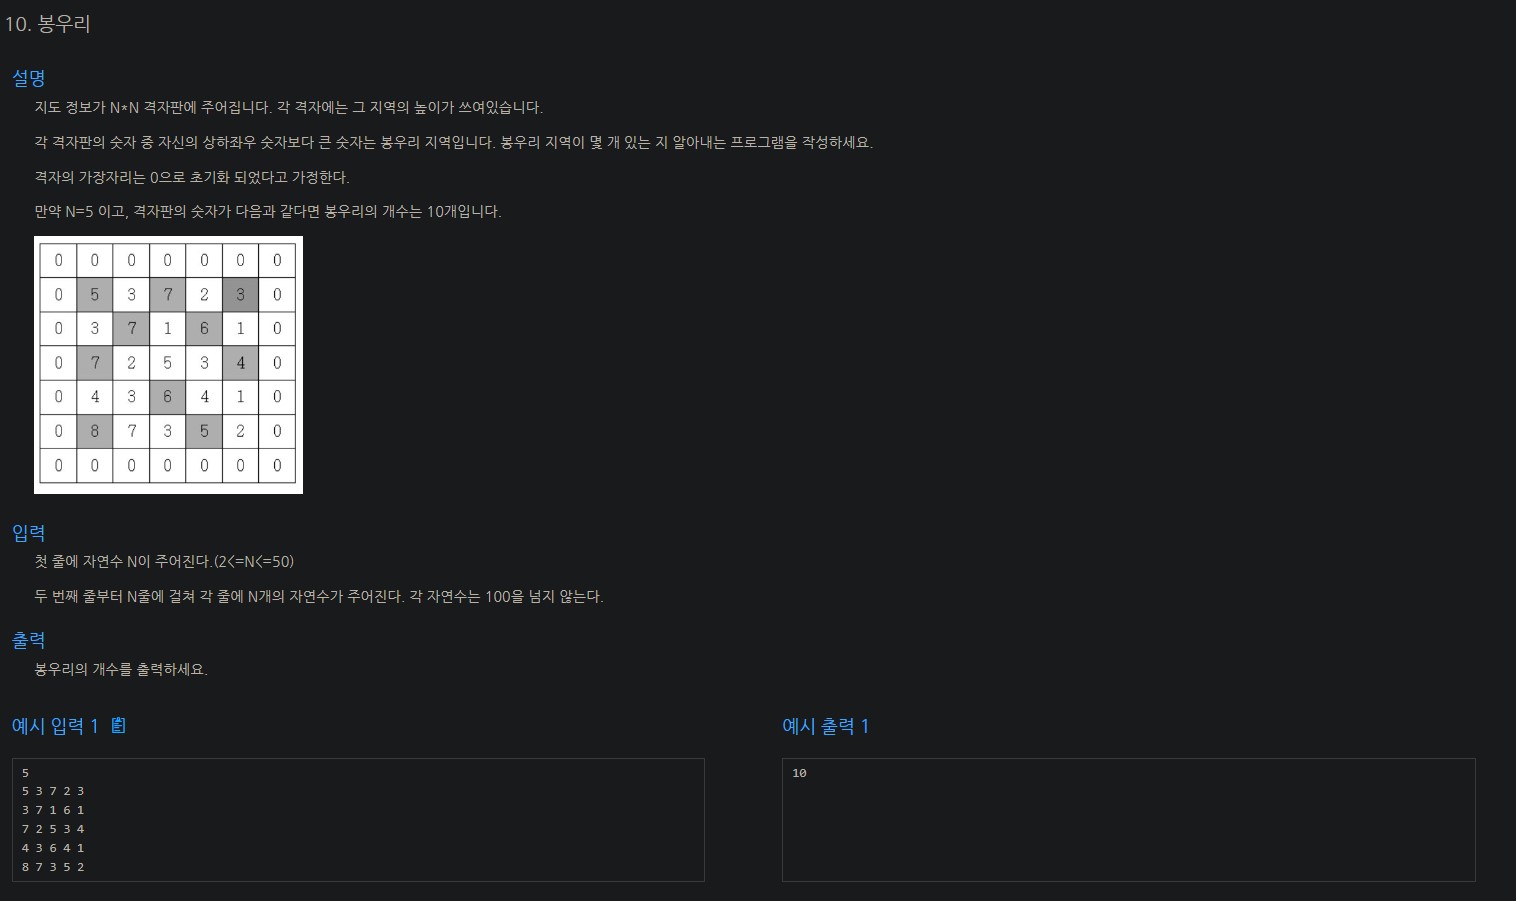 10. 봉우리
설명
지도 정보가 N*N 격자판에 주어집니다. 각 격자에는 그 지역의 높이가 쓰여있습니다.
각 격자판의 숫자 중 자신의 상하좌우 숫자보다 큰 숫자는 봉우리 지역입니다. 봉우리 지역이 몇 개 있는 지 알아내는 프로그램을 작성하세요.
격자의 가장자리는 0으로 초기화 되었다고 가정한다.
만약 N=5 이고, 격자판의 숫자가 다음과 같다면 봉우리의 개수는 10개입니다.
0 0 0 0 0 0 0
0 5 3 7 2 3 0
0 3 7 1 6 1 0
0 7 2 5 3 4 0
0 4 3 6 4 1 0
0 8 7 3 5 2 0
0 0 0 0 0 0 0
입력
첫 줄에 자연수 N이 주어진다.(2<=N<=50)
두 번째 줄부터 N줄에 걸쳐 각 줄에 N개의 자연수가 주어진다. 각 자연수는 100을 넘지 않는다.
출력
봉우리의 개수를 출력하세요.
예시 입력 1
5
5 3 7 2 3
3 7 1 6 1
7 2 5 3 4
4 3 6 4 1
8 7 3 5 2
예시 출력 1
10